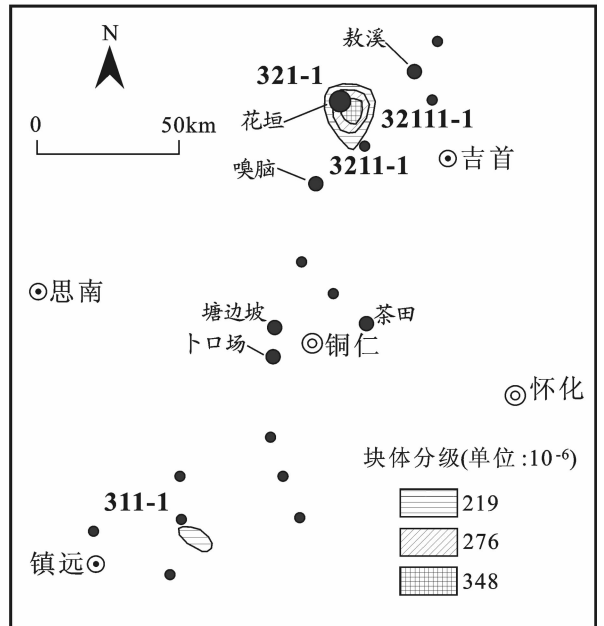 N
0 50km
敖溪
321-1
花垣
32111-1
3211-1
吉首
嗅脑
思南
塘边坡
茶田
卜口场
铜仁
怀化
块体分级(单位:10⁻⁶)
311-1
219
276
镇远
348